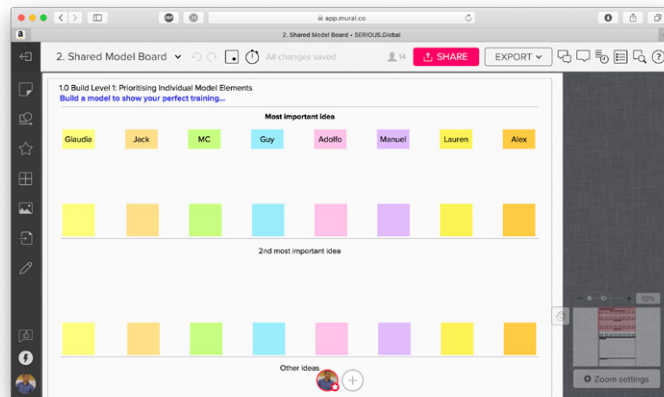 app.mural.co
a
2. Shared Model Board • SERIOUS.Global
2. Shared Model Board
All changes saved
14
SHARE
EXPORT
?
1.0 Build Level 1: Prioritising Individual Model Elements
Build a model to show your perfect training...
Most important idea
Glaudia Jack MC Guy Adolfo Manuel Lauren Alex
2nd most important idea
10%
Other ideas
Zoom settings